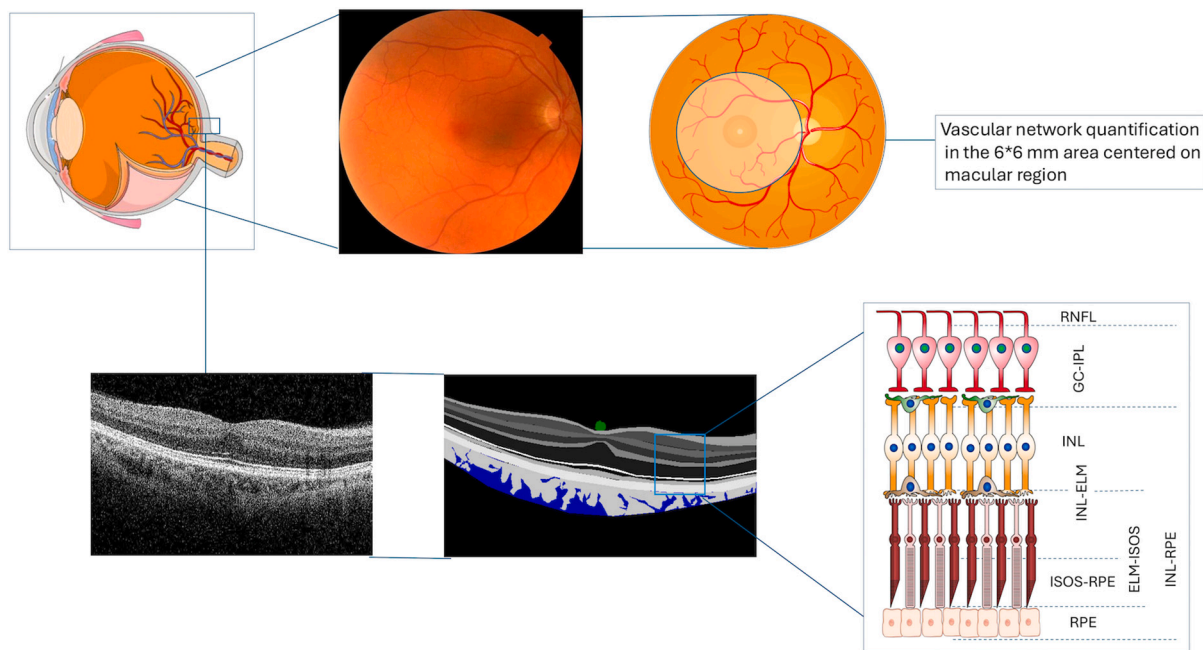 Vascular network quantification
in the 6*6 mm area centered on
macular region
RNFL
GC-IPL
INL
INL-ELM
ELM-ISOS
INL-RPE
ISOS-RPE
RPE